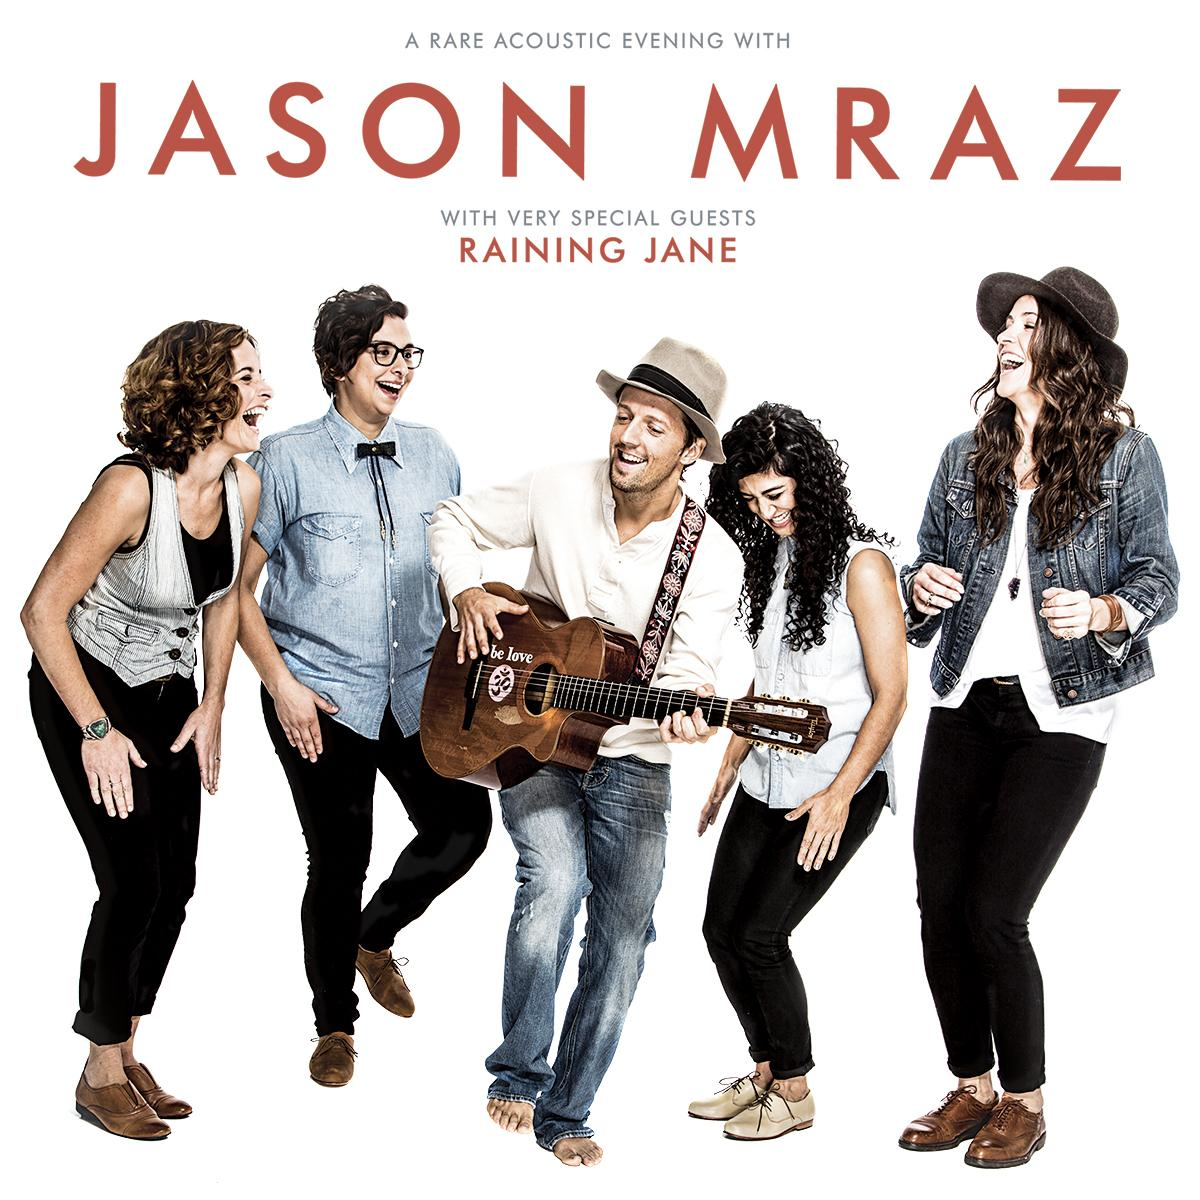 A RARE ACOUSTIC EVENING WITH
JASON MRAZ
WITH VERY SPECIAL GUESTS
RAINING JANE
be love